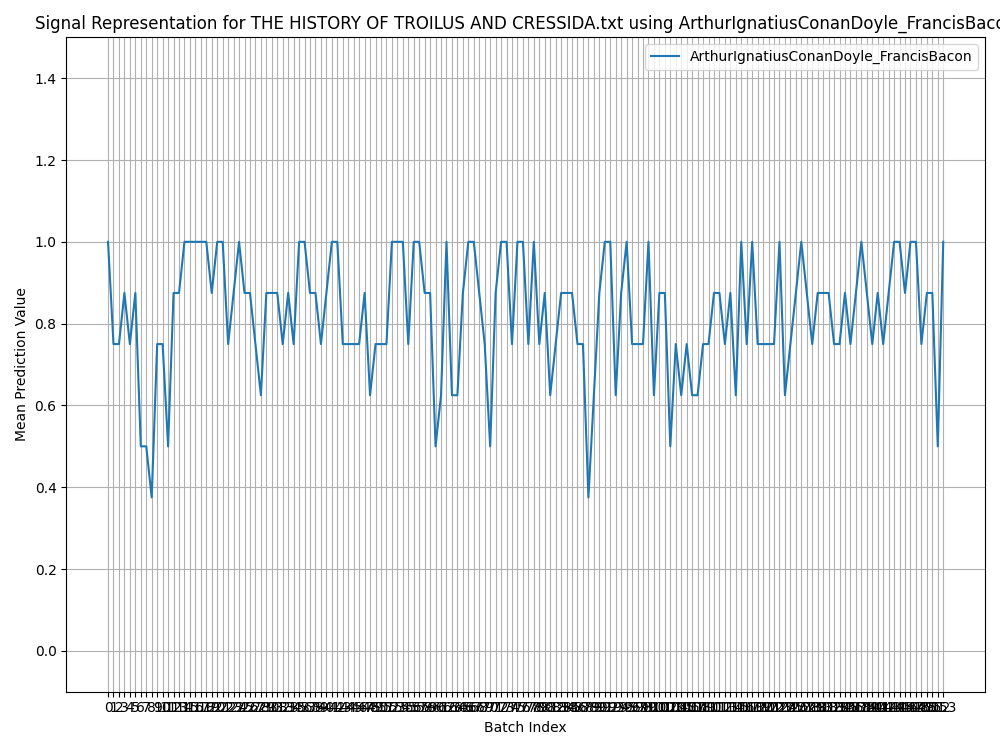 Signal Representation for THE HISTORY OF TROILUS AND CRESSIDA.txt using ArthurIgnatiusConanDoyle_FrancisBaco
ArthurIgnatiusConanDoyle_FrancisBacon
1.4
1.2
1.0
0.8
0.6
0.4
0.2
0.0
Mean Prediction Value
Batch Index